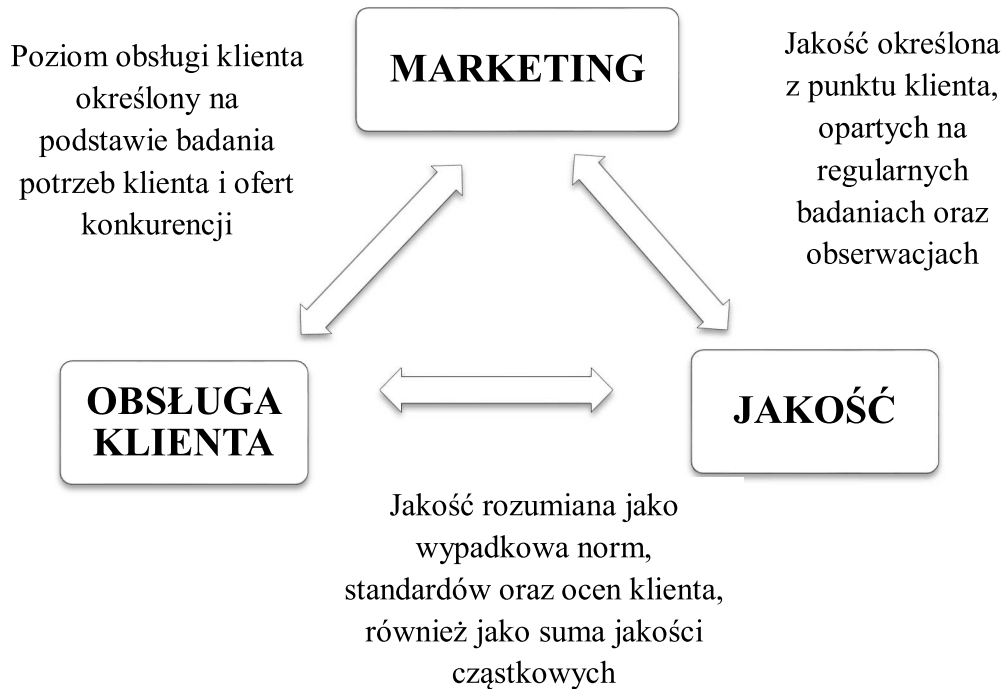 MARKETING
Poziom obsługi klienta
określony na
podstawie badania
potrzeb klienta i ofert
konkurencji
Jakość określona
z punktu klienta,
opartych na
regularnych
badaniach oraz
obserwacjach
OBSŁUGA
KLIENTA
JAKOŚĆ
Jakość rozumiana jako
wypadkowa norm,
standardów oraz ocen klienta,
również jako suma jakości
cząstkowych